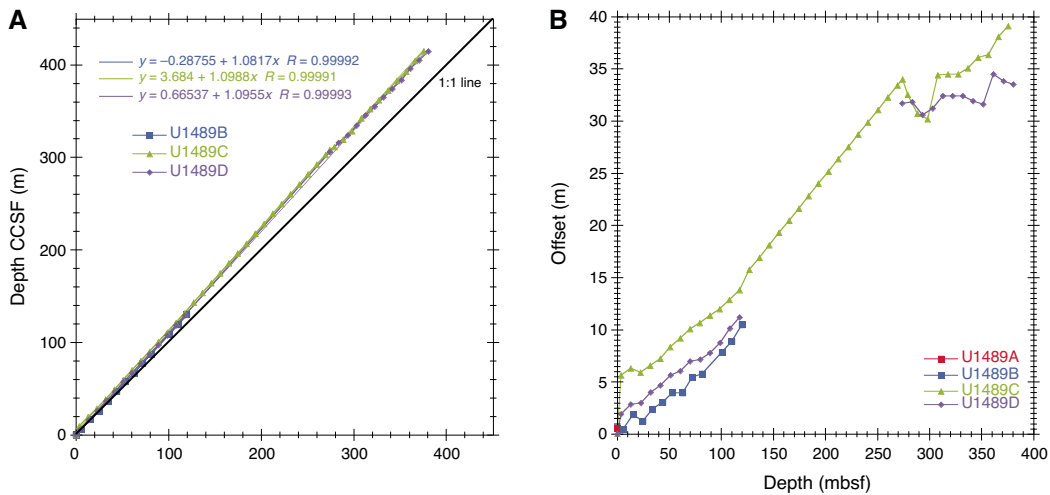 A
y = −0.28755 + 1.0817x R = 0.99992
y = 3.684 + 1.0988x R = 0.99991
y = 0.66537 + 1.0955x R = 0.99993
1:1 line
U1489B
U1489C
U1489D
Depth CCSF (m)
400
300
200
100
0
0 100 200 300 400
B
Offset (m)
40
35
30
25
20
15
10
5
0
U1489A
U1489B
U1489C
U1489D
0 50 100 150 200 250 300 350 400
Depth (mbsf)